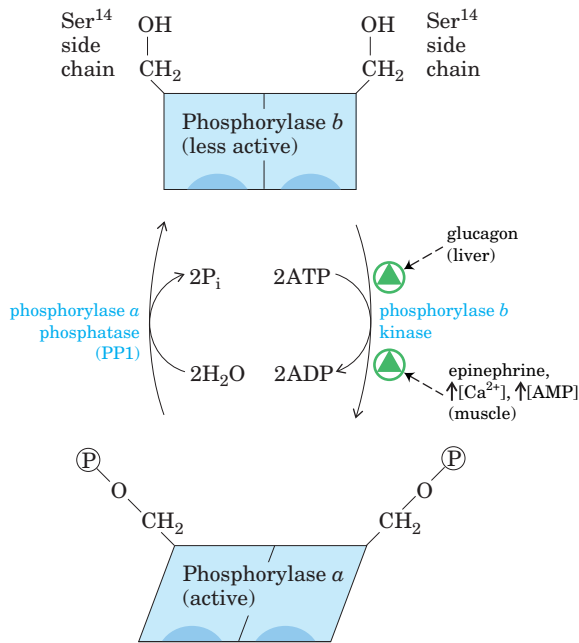 Ser¹⁴
side
chain
OH
CH₂
OH
CH₂
Ser¹⁴
side
chain
Phosphorylase b
(less active)
glucagon
(liver)
2Pᵢ
2ATP
phosphorylase a
phosphatase
(PP1)
phosphorylase b
kinase
2H₂O
2ADP
epinephrine,
↑[Ca²⁺], ↑[AMP]
(muscle)
P
O
CH₂
P
O
CH₂
Phosphorylase a
(active)